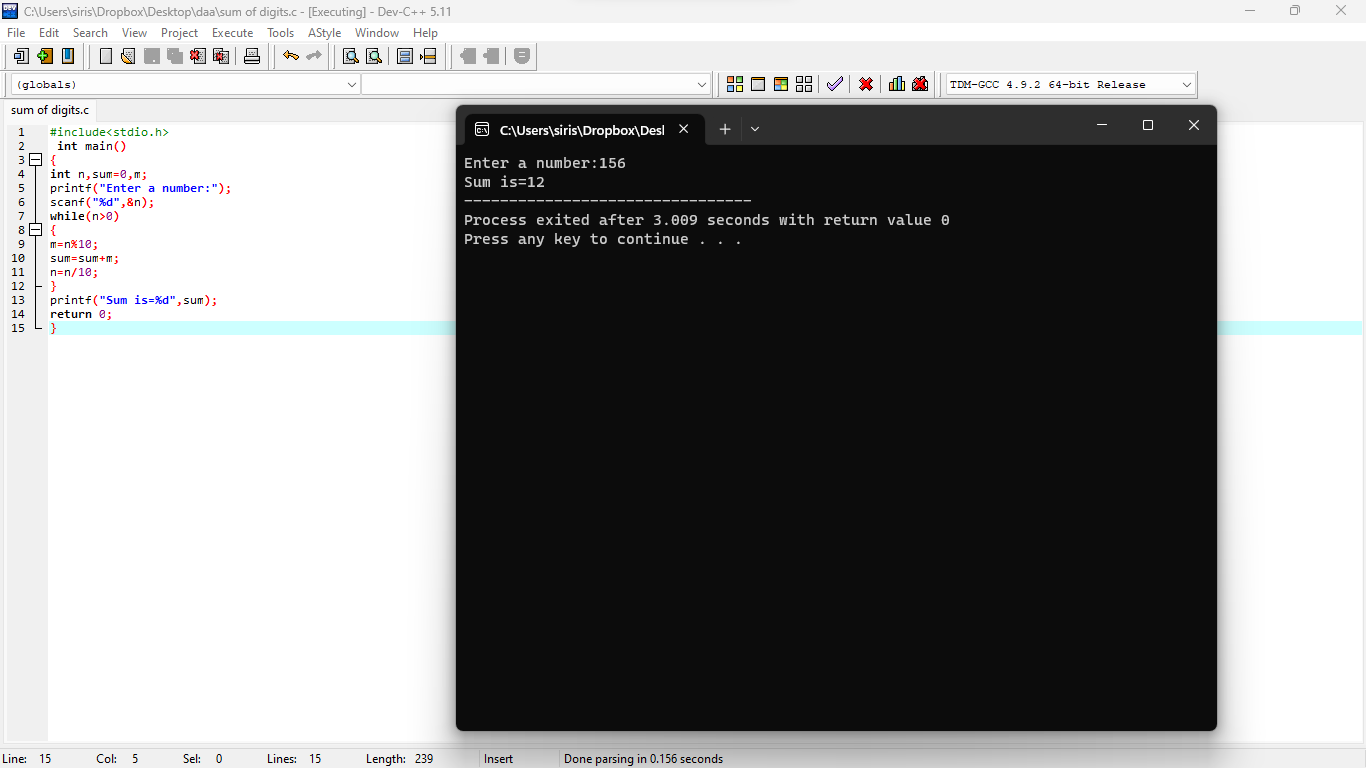 C:\Users\siris\Dropbox\Desktop\daa\sum of digits.c - [Executing] - Dev-C++ 5.11
File Edit Search View Project Execute Tools AStyle Window Help
(globals)
TDM-GCC 4.9.2 64-bit Release
sum of digits.c
1 #include<stdio.h>
2 int main()
3 {
4 int n,sum=0,m;
5 printf("Enter a number:");
6 scanf("%d",&n);
7 while(n>0)
8 {
9 m=n%10;
10 sum=sum+m;
11 n=n/10;
12 }
13 printf("Sum is=%d",sum);
14 return 0;
15 }
C:\Users\siris\Dropbox\Desl
Enter a number:156
Sum is=12
--------------------------------
Process exited after 3.009 seconds with return value 0
Press any key to continue . . .
Line: 15 Col: 5 Sel: 0 Lines: 15 Length: 239 Insert Done parsing in 0.156 seconds